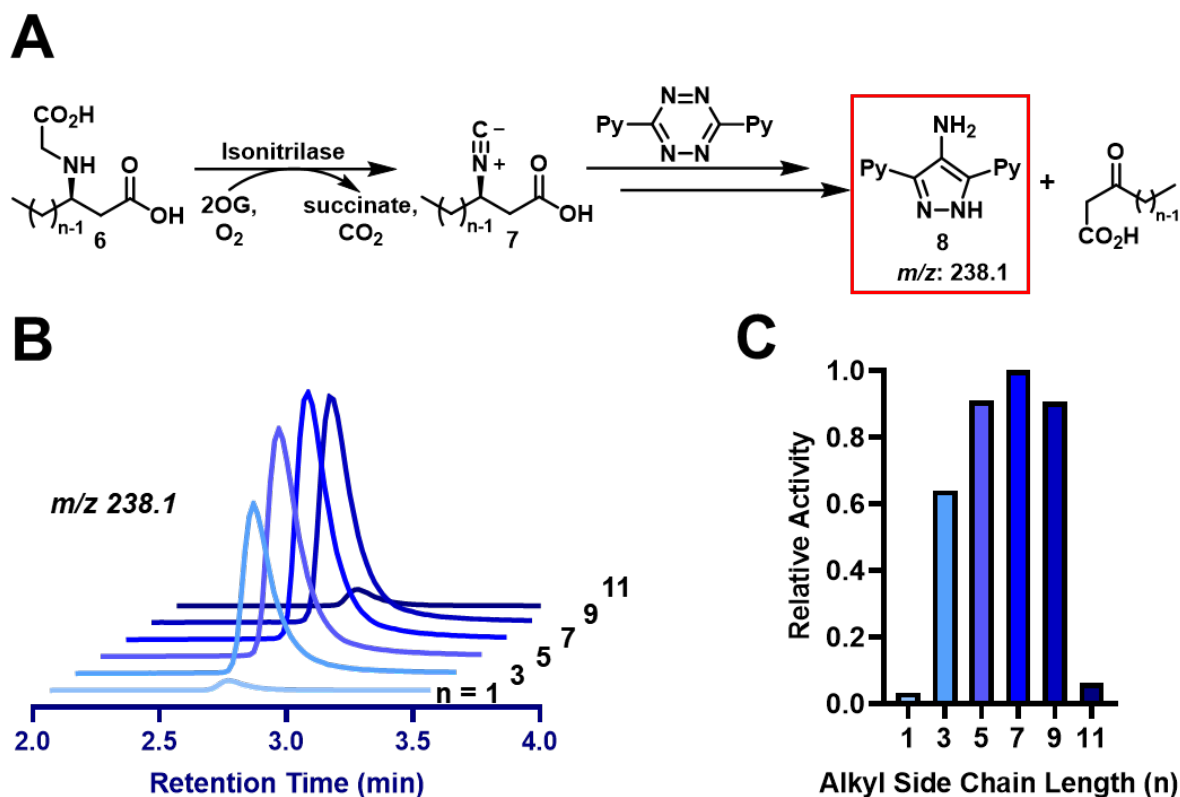 A
CO₂H
NH
O
OH
n-1
6
Isonitrilase
2OG,
O₂
succinate,
CO₂
C −
N +
O
OH
n-1
7
N=N
Py
Py
N N
NH₂
Py
Py
N-NH
8
m/z: 238.1
+
O
n-1
CO₂H
B
m/z 238.1
11
9
7
5
3
n = 1
2.0 2.5 3.0 3.5 4.0
Retention Time (min)
C
Relative Activity
1.0
0.8
0.6
0.4
0.2
0.0
1 3 5 7 9 11
Alkyl Side Chain Length (n)